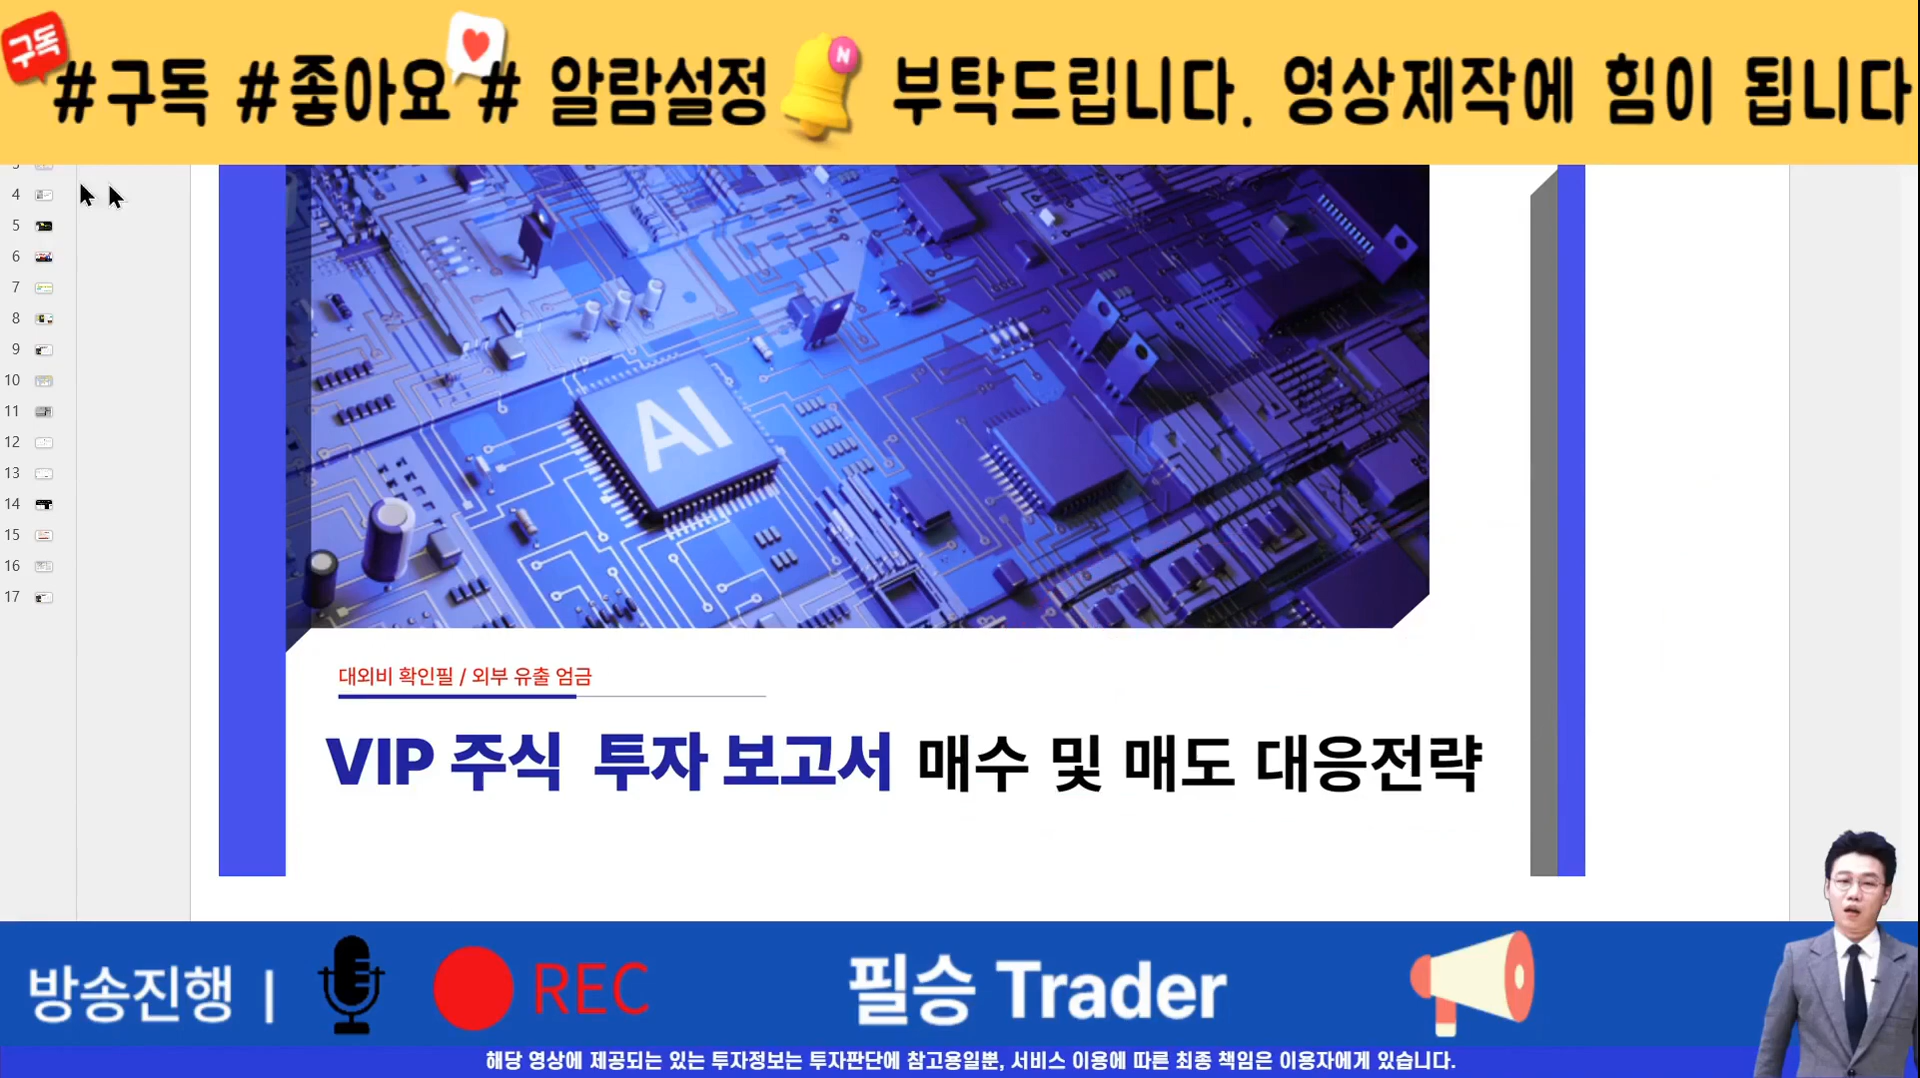 구독
N
#구독 #좋아요 # 알람설정 부탁드립니다. 영상제작에 힘이 됩니다
3
4
5
6
7
8
9
10
11
12
13
14
15
16
17
AI
대외비 확인필 / 외부 유출 엄금
VIP 주식 투자 보고서 매수 및 매도 대응전략
방송진행 | REC 필승 Trader
해당 영상에 제공되는 있는 투자정보는 투자판단에 참고용일뿐, 서비스 이용에 따른 최종 책임은 이용자에게 있습니다.